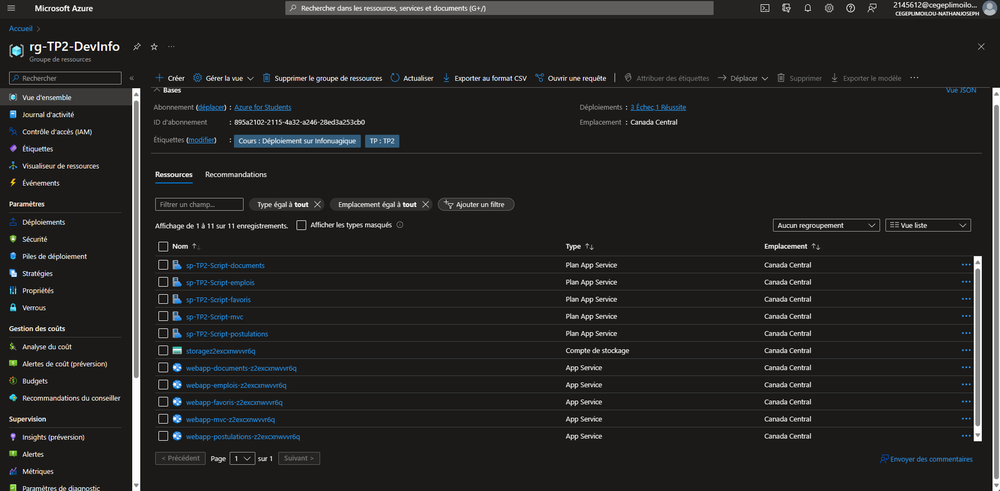 Microsoft Azure
Rechercher dans les ressources, services et documents (G+/)
2145612@cegeplimoilo...
CEGEPLIMOILOU-NATHANJOSEPH
Accueil
rg-TP2-DevInfo
Groupe de ressources
Rechercher
Créer
Gérer la vue
Supprimer le groupe de ressources
Actualiser
Exporter au format CSV
Ouvrir une requête
Attribuer des étiquettes
Déplacer
Supprimer
Exporter le modèle
Vue d'ensemble
Journal d'activité
Contrôle d'accès (IAM)
Étiquettes
Visualiseur de ressources
Événements
Paramètres
Déploiements
Sécurité
Piles de déploiement
Stratégies
Propriétés
Verrous
Gestion des coûts
Analyse du coût
Alertes de coût (préversion)
Budgets
Recommandations du conseiller
Supervision
Insights (préversion)
Alertes
Métriques
Paramètres de diagnostic
Bases
Vue JSON
Abonnement (déplacer) : Azure for Students
Déploiements : 3 Échec,1 Réussite
ID d'abonnement : 895a2102-2115-4a32-a246-28ed3a253cb0
Emplacement : Canada Central
Étiquettes (modifier) : Cours : Déploiement sur Infonuagique TP : TP2
Ressources Recommandations
Filtrer un champ... Type égal à tout Emplacement égal à tout Ajouter un filtre
Affichage de 1 à 11 sur 11 enregistrements. Afficher les types masqués Aucun regroupement Vue liste
Nom Type Emplacement
sp-TP2-Script-documents Plan App Service Canada Central
sp-TP2-Script-emplois Plan App Service Canada Central
sp-TP2-Script-favoris Plan App Service Canada Central
sp-TP2-Script-mvc Plan App Service Canada Central
sp-TP2-Script-postulations Plan App Service Canada Central
storagez2excxnwvvr6q Compte de stockage Canada Central
webapp-documents-z2excxnwvvr6q App Service Canada Central
webapp-emplois-z2excxnwvvr6q App Service Canada Central
webapp-favoris-z2excxnwvvr6q App Service Canada Central
webapp-mvc-z2excxnwvvr6q App Service Canada Central
webapp-postulations-z2excxnwvvr6q App Service Canada Central
< Précédent Page 1 sur 1 Suivant >
Envoyer des commentaires